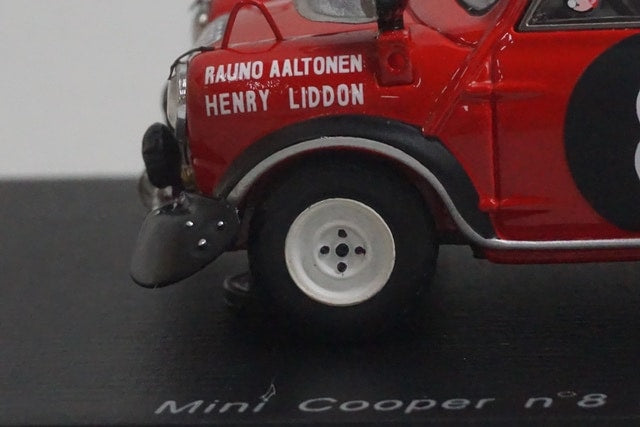 RAUNO AALTONEN
HENRY LIDDON
Mini Cooper n°8